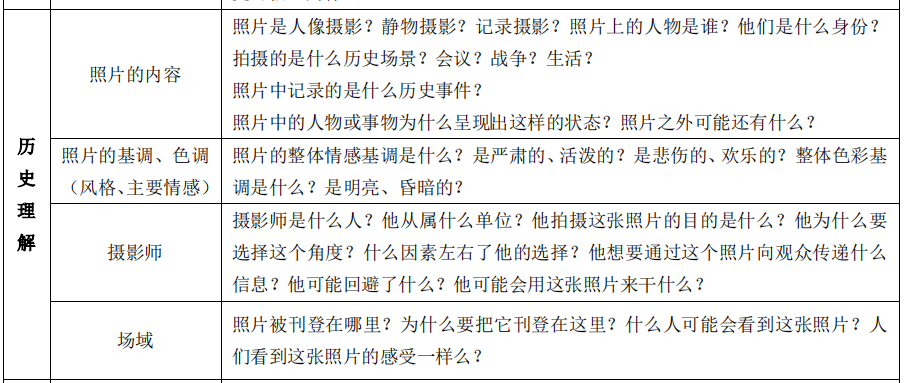 照片是人像摄影？静物摄影？记录摄影？照片上的人物是谁？他们是什么身份？
拍摄的是什么历史场景？会议？战争？生活？
照片的内容
照片中记录的是什么历史事件？
照片中的人物或事物为什么呈现出这样的状态？照片之外可能还有什么？
历
史
理
解
照片的基调、色调
（风格、主要情感）
照片的整体情感基调是什么？是严肃的、活泼的？是悲伤的、欢乐的？整体色彩基
调是什么？是明亮、昏暗的？
摄影师
摄影师是什么人？他从属什么单位？他拍摄这张照片的目的是什么？他为什么要
选择这个角度？什么因素左右了他的选择？他想要通过这个照片向观众传递什么
信息？他可能回避了什么？他可能会用这张照片来干什么？
场域
照片被刊登在哪里？为什么要把它刊登在这里？什么人可能会看到这张照片？人
们看到这张照片的感受一样么？